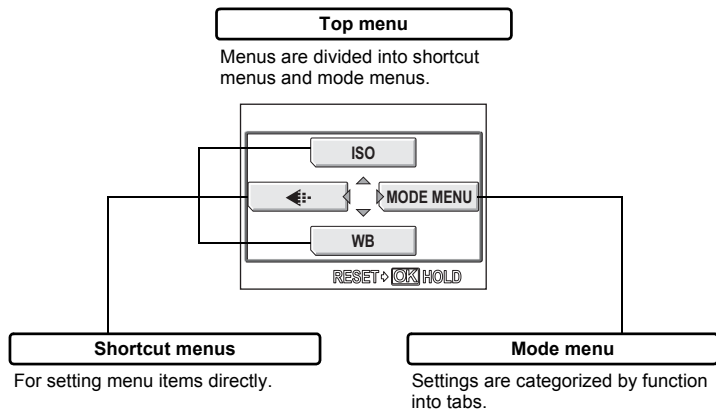 Top menu
Menus are divided into shortcut
menus and mode menus.
ISO
MODE MENU
WB
RESET OK HOLD
Shortcut menus
For setting menu items directly.
Mode menu
Settings are categorized by function
into tabs.